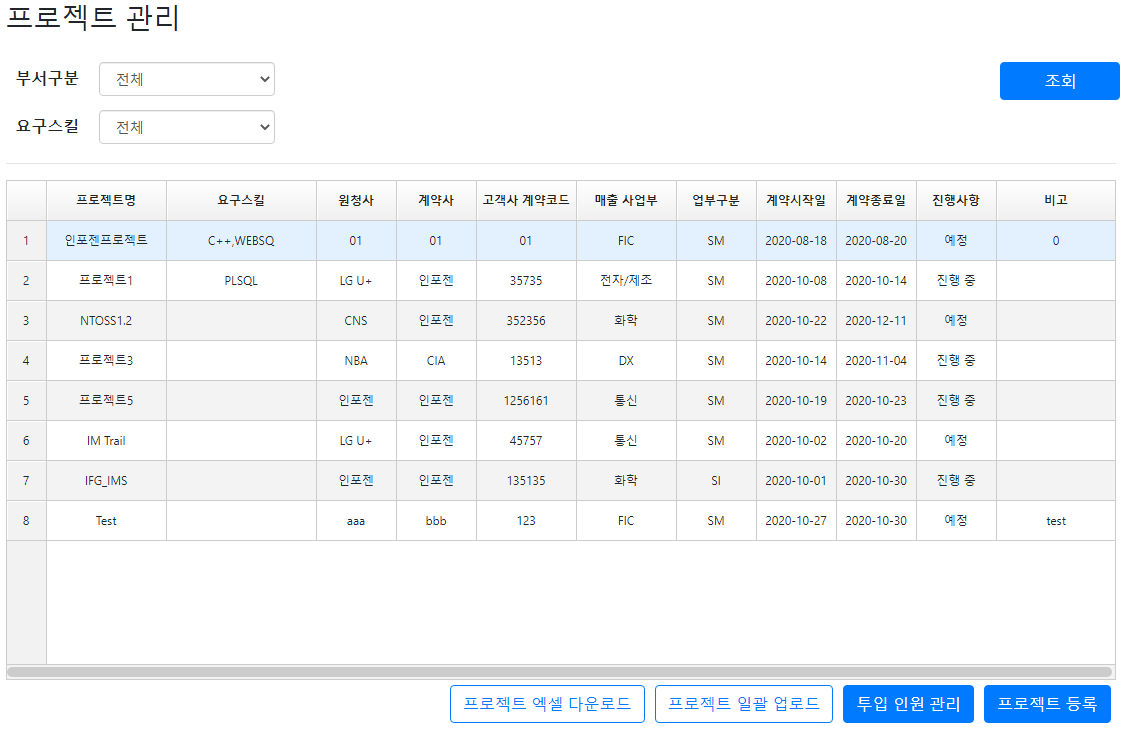 프로젝트 관리
부서구분 전체 조회
요구스킬 전체
프로젝트명 요구스킬 원청사 계약사 고객사 계약코드 매출 사업부 업부구분 계약시작일 계약종료일 진행사항 비고
1 인포젠프로젝트 C++,WEBSQ 01 01 01 FIC SM 2020-08-18 2020-08-20 예정 0
2 프로젝트1 PLSQL LG U+ 인포젠 35735 전자/제조 SM 2020-10-08 2020-10-14 진행 중
3 NTOSS1.2 CNS 인포젠 352356 화학 SM 2020-10-22 2020-12-11 예정
4 프로젝트3 NBA CIA 13513 DX SM 2020-10-14 2020-11-04 진행 중
5 프로젝트5 인포젠 인포젠 1256161 통신 SM 2020-10-19 2020-10-23 진행 중
6 IM Trail LG U+ 인포젠 45757 통신 SM 2020-10-02 2020-10-20 예정
7 IFG_IMS 인포젠 인포젠 135135 화학 SI 2020-10-01 2020-10-30 진행 중
8 Test aaa bbb 123 FIC SM 2020-10-27 2020-10-30 예정 test
프로젝트 엑셀 다운로드 프로젝트 일괄 업로드 투입 인원 관리 프로젝트 등록